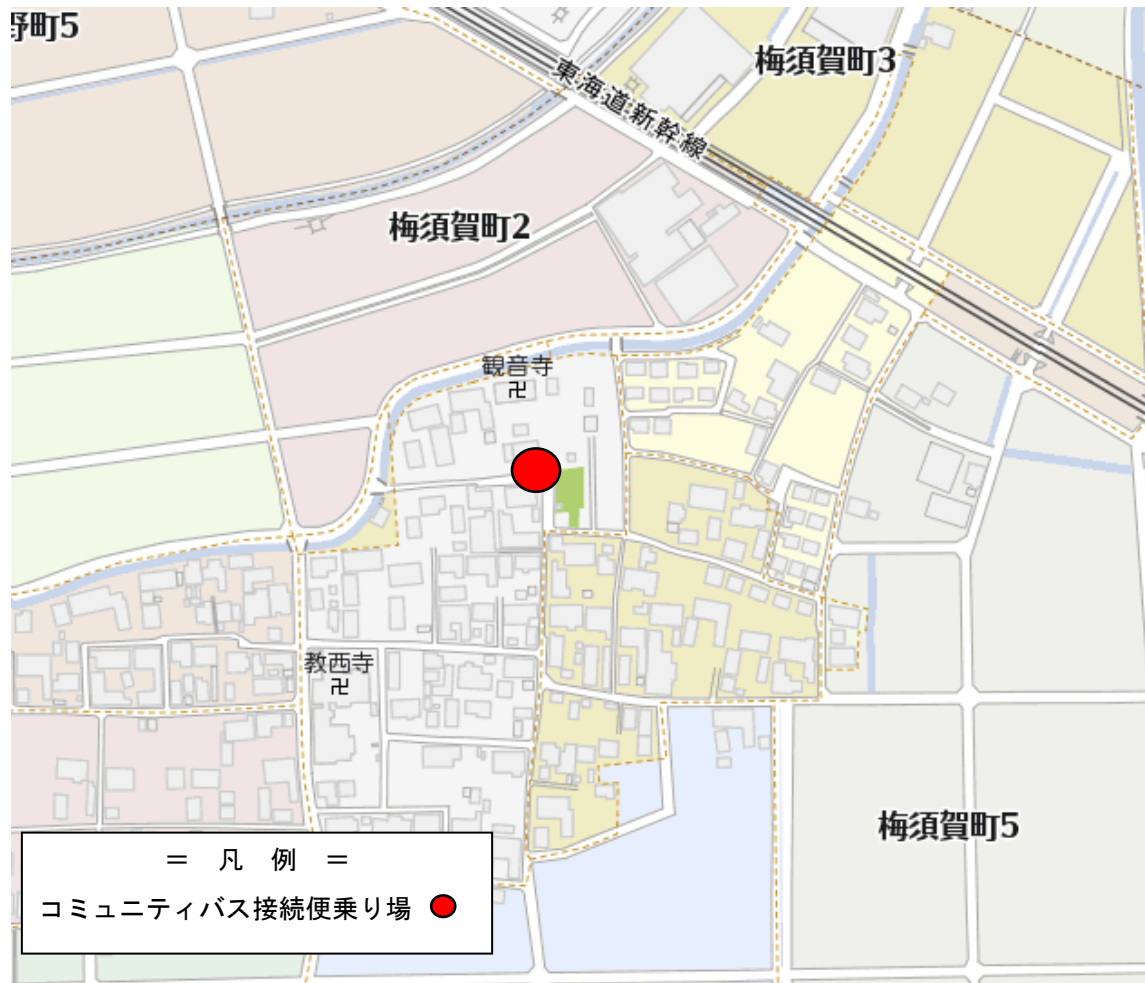 野町5
梅須賀町3
東海道新幹線
梅須賀町2
観音寺
卍
教西寺
卍
梅須賀町5
＝ 凡 例 ＝
コミュニティバス接続便乗り場